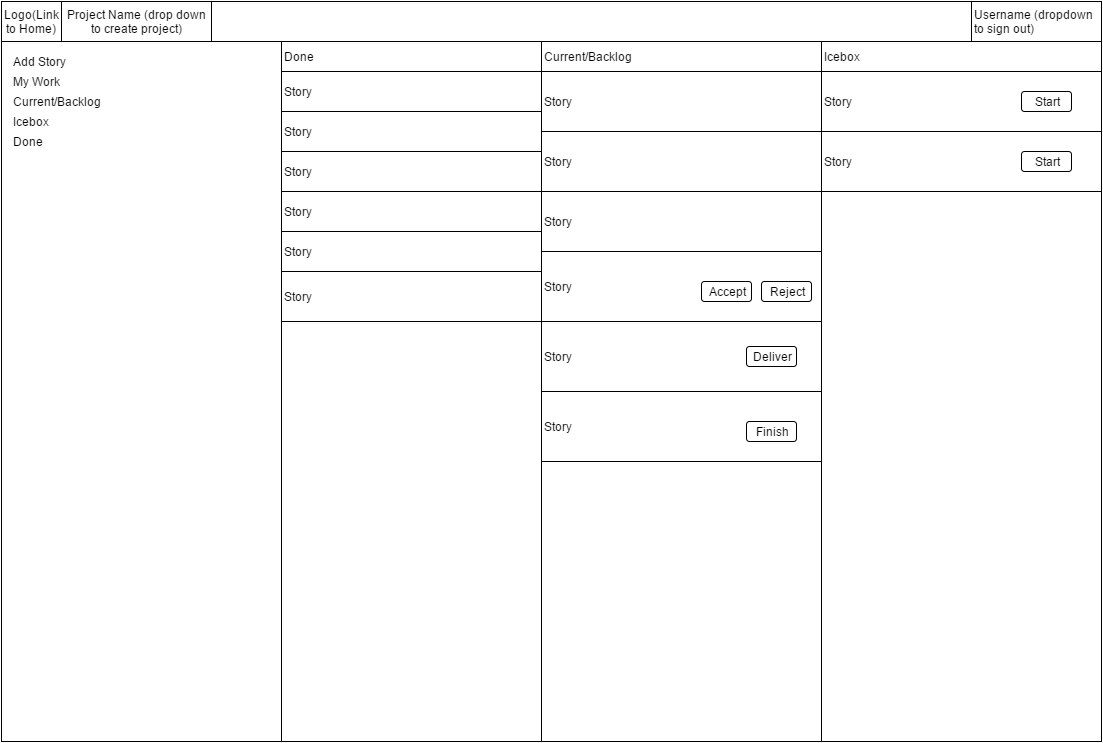 Logo(Link
to Home)
Project Name (drop down
to create project)
Username (dropdown
to sign out)
Add Story
My Work
Current/Backlog
Icebox
Done
Done
Story
Story
Story
Story
Story
Story
Current/Backlog
Story
Story
Story
Story Accept Reject
Story Deliver
Story Finish
Icebox
Story Start
Story Start